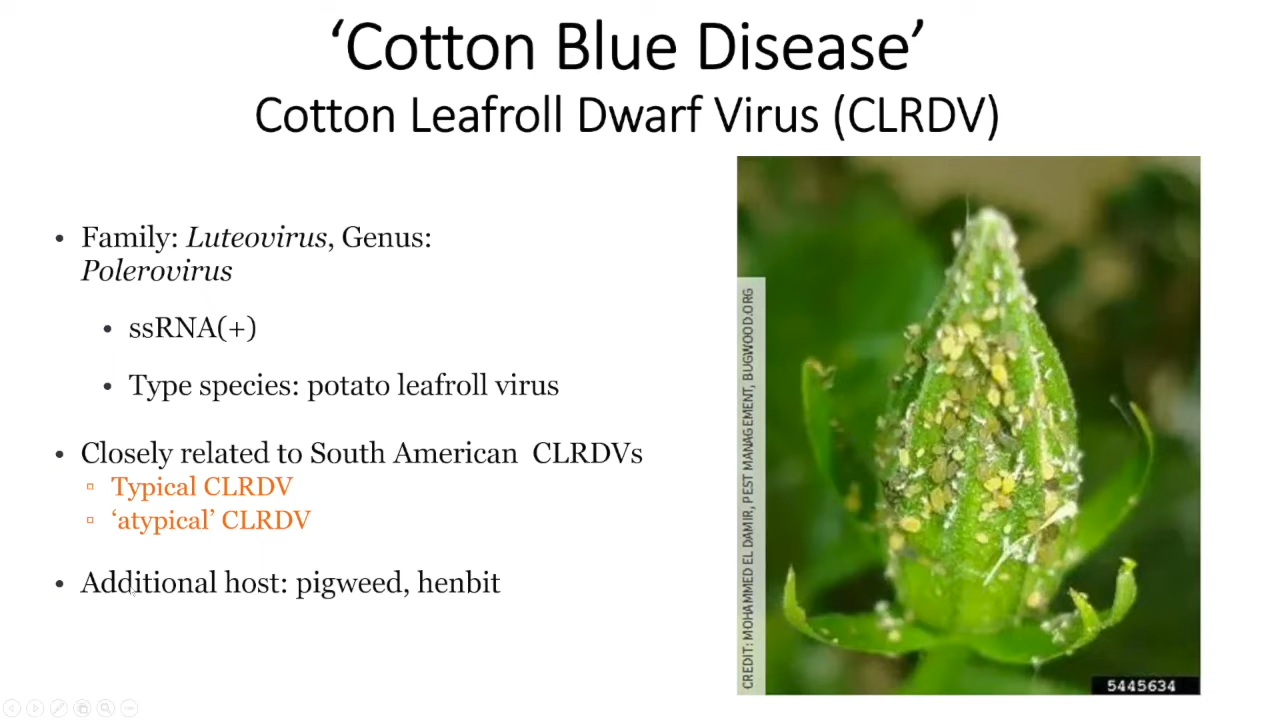 ‘Cotton Blue Disease’
Cotton Leafroll Dwarf Virus (CLRDV)
• Family: Luteovirus, Genus:
Polerovirus
• ssRNA(+)
• Type species: potato leafroll virus
• Closely related to South American  CLRDVs
▫ Typical CLRDV
▫ ‘atypical’ CLRDV
• Additional host: pigweed, henbit
CREDIT: MOHAMMED EL DAMIR, PEST MANAGEMENT, BUGWOOD.ORG
5445634